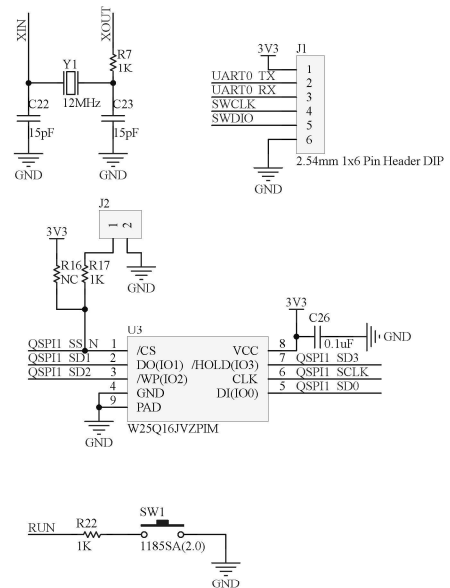 XIN
XOUT
R7
1K
Y1
12MHz
C22
15pF
C23
15pF
GND
GND
3V3
J1
1
UART0 TX 2
UART0 RX 3
SWCLK 4
SWDIO 5
6
GND
2.54mm 1x6 Pin Header DIP
J2
1 2
3V3
R16
NC
R17
1K
GND
3V3
C26
0.1uF
GND
U3
QSPI1 SS N 1 /CS VCC 8
QSPI1 SD1 2 DO(IO1) /HOLD(IO3) 7 QSPI1 SD3
QSPI1 SD2 3 /WP(IO2) CLK 6 QSPI1 SCLK
4 GND DI(IO0) 5 QSPI1 SD0
9 PAD
GND
W25Q16JVZPIM
SW1
RUN
R22
1K
1185SA(2.0)
GND